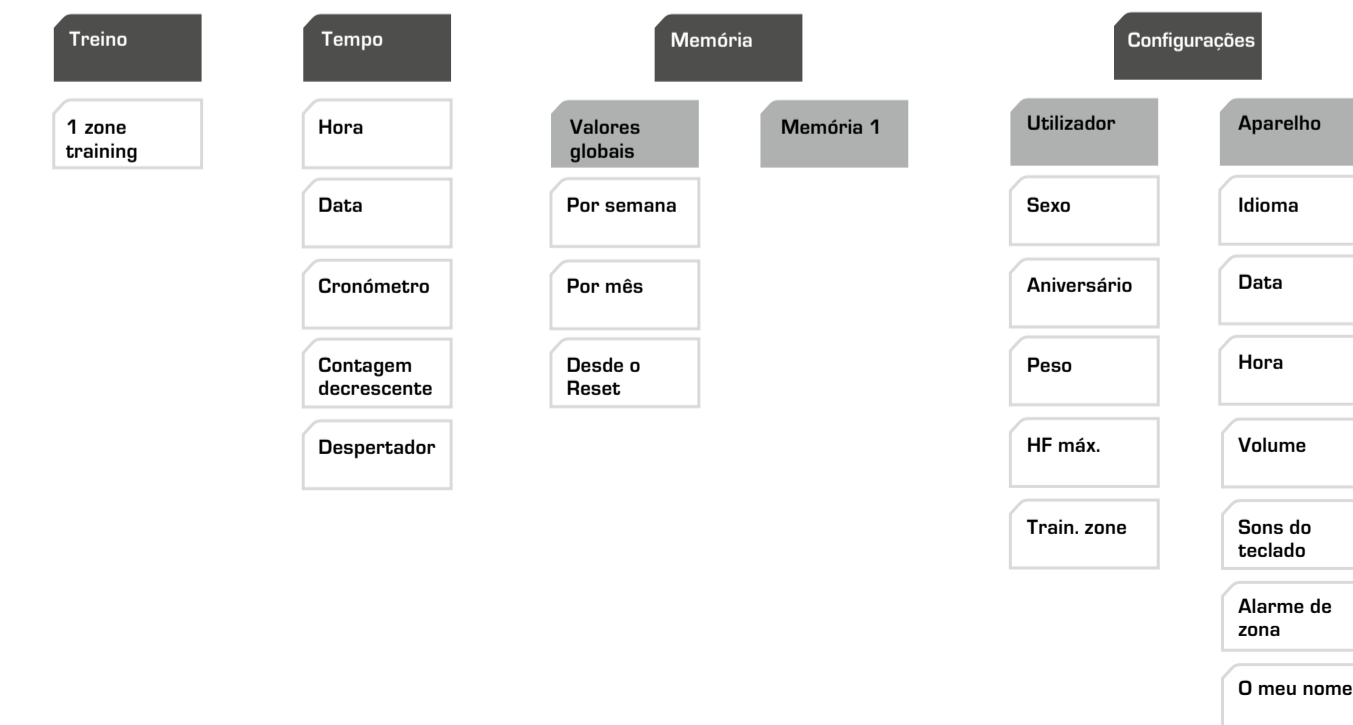 Treino
1 zone
training
Tempo
Hora
Data
Cronómetro
Contagem
decrescente
Despertador
Memória
Valores
globais
Por semana
Por mês
Desde o
Reset
Memória 1
Configurações
Utilizador
Sexo
Aniversário
Peso
HF máx.
Train. zone
Aparelho
Idioma
Data
Hora
Volume
Sons do
teclado
Alarme de
zona
O meu nome